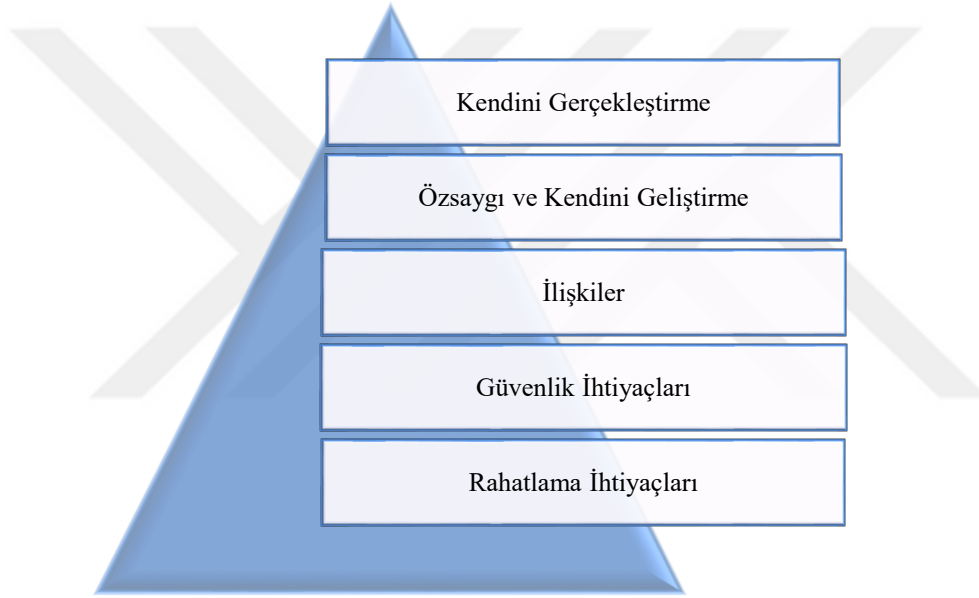 Kendini Gerçekleştirme
Özsaygı ve Kendini Geliştirme
İlişkiler
Güvenlik İhtiyaçları
Rahatlama İhtiyaçları